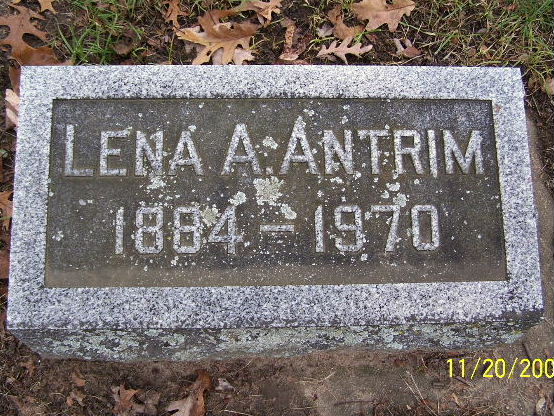 LENA A. ANTRIM
1884 – 1970
11/20/200